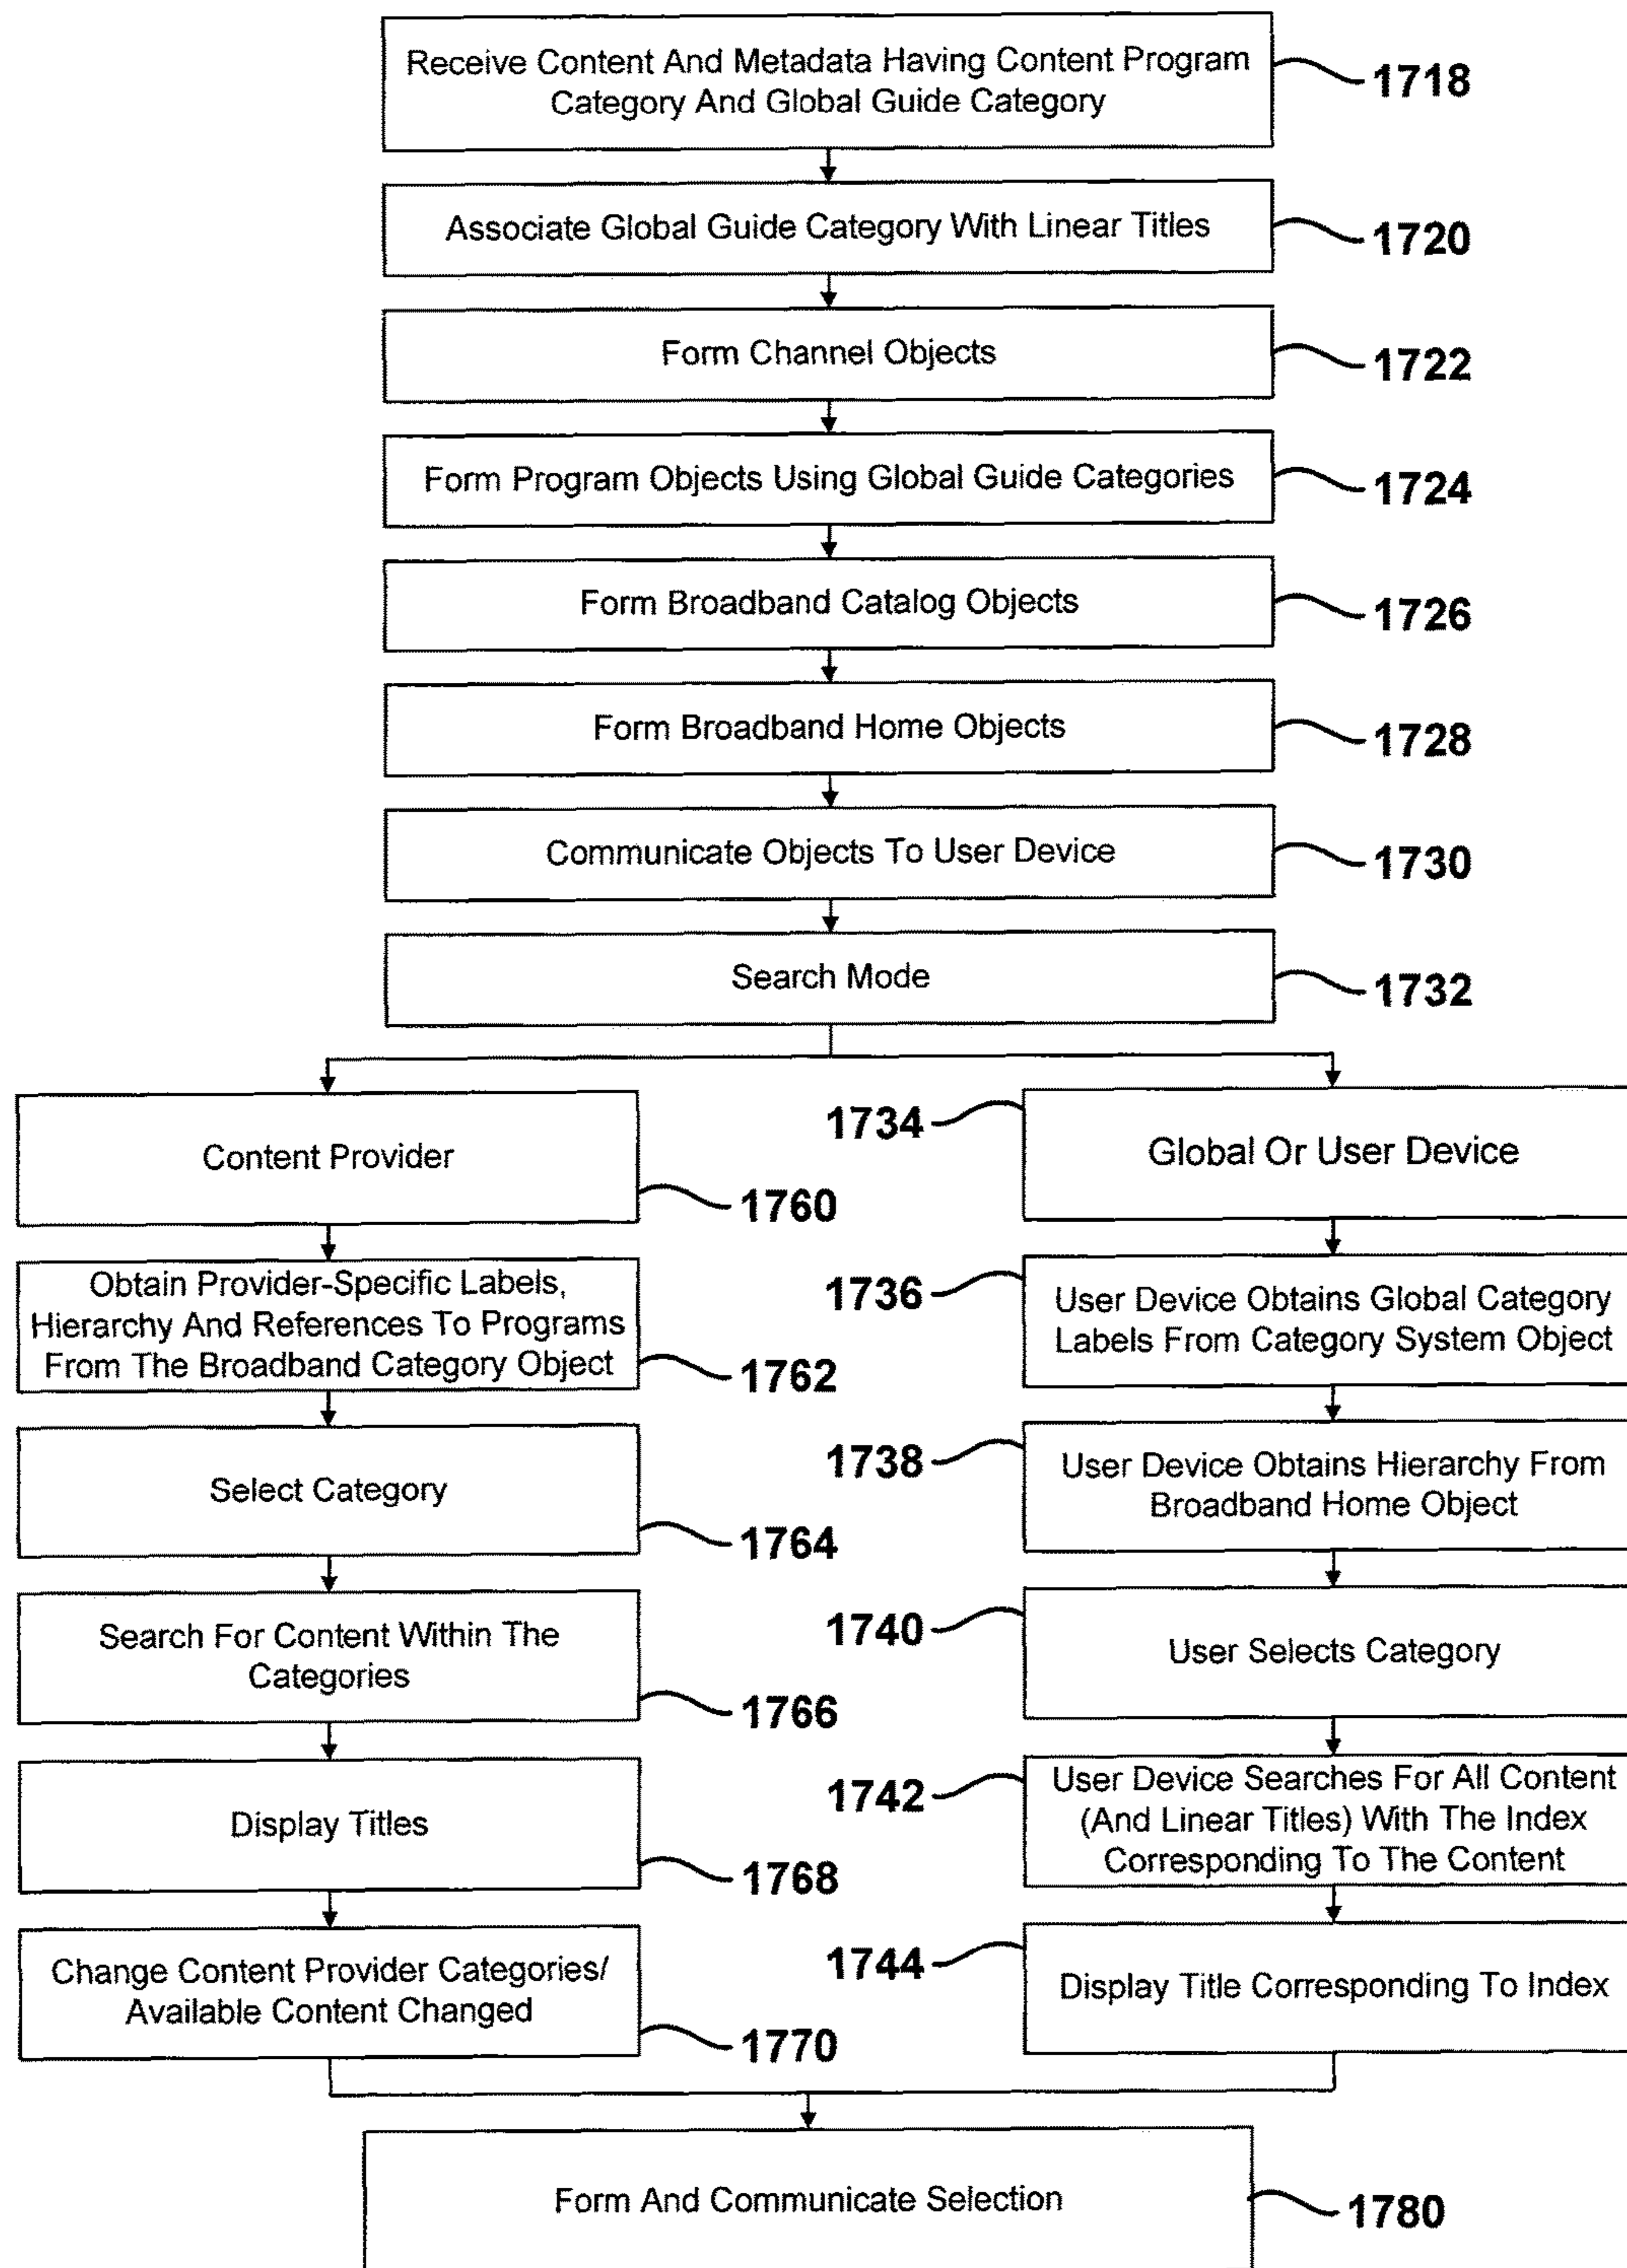 Receive Content And Metadata Having Content Program
Category And Global Guide Category
1718
Associate Global Guide Category With Linear Titles
1720
Form Channel Objects
1722
Form Program Objects Using Global Guide Categories
1724
Form Broadband Catalog Objects
1726
Form Broadband Home Objects
1728
Communicate Objects To User Device
1730
Search Mode
1732
Content Provider
1760
Obtain Provider-Specific Labels,
Hierarchy And References To Programs
From The Broadband Category Object
1762
Select Category
1764
Search For Content Within The
Categories
1766
Display Titles
1768
Change Content Provider Categories/
Available Content Changed
1770
1734
Global Or User Device
1736
User Device Obtains Global Category
Labels From Category System Object
1738
User Device Obtains Hierarchy From
Broadband Home Object
1740
User Selects Category
1742
User Device Searches For All Content
(And Linear Titles) With The Index
Corresponding To The Content
1744
Display Title Corresponding To Index
Form And Communicate Selection
1780